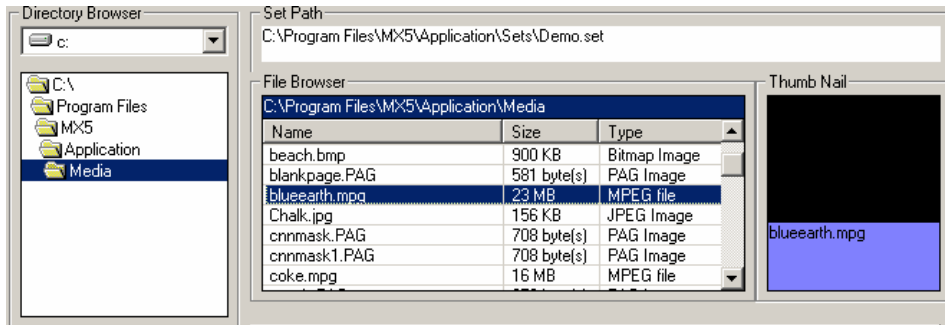 Directory Browser
c:
C:\
Program Files
MX5
Application
Media
Set Path
C:\Program Files\MX5\Application\Sets\Demo.set
File Browser
C:\Program Files\MX5\Application\Media
Name Size Type
beach.bmp 900 KB Bitmap Image
blankpage.PAG 581 byte(s) PAG Image
blueearth.mpg 23 MB MPEG file
Chalk.jpg 156 KB JPEG Image
cnnmask.PAG 708 byte(s) PAG Image
cnnmask1.PAG 708 byte(s) PAG Image
coke.mpg 16 MB MPEG file
Thumb Nail
blueearth.mpg